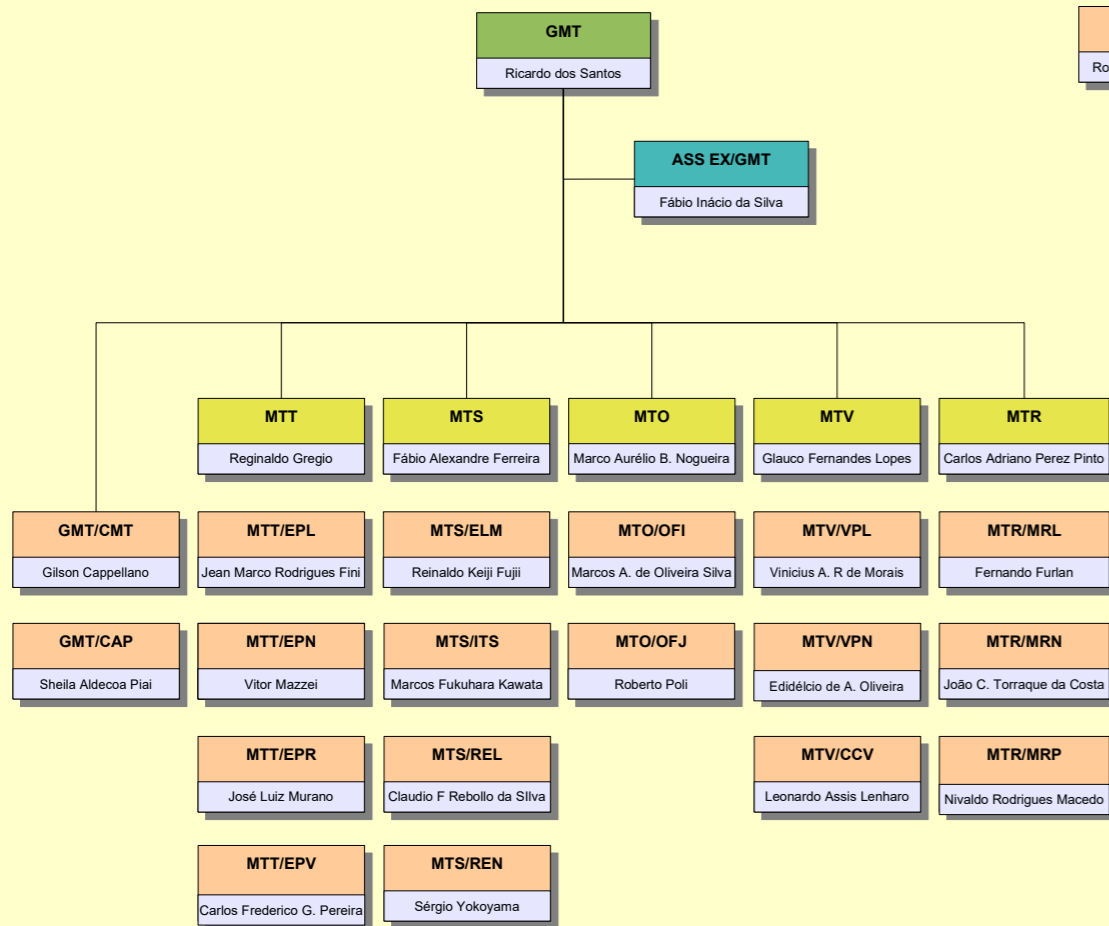 GMT
Ricardo dos Santos
Ro
ASS EX/GMT
Fábio Inácio da Silva
MTT
Reginaldo Gregio
MTS
Fábio Alexandre Ferreira
MTO
Marco Aurélio B. Nogueira
MTV
Glauco Fernandes Lopes
MTR
Carlos Adriano Perez Pinto
GMT/CMT
Gilson Cappellano
MTT/EPL
Jean Marco Rodrigues Fini
MTS/ELM
Reinaldo Keiji Fujii
MTO/OFI
Marcos A. de Oliveira Silva
MTV/VPL
Vinicius A. R de Morais
MTR/MRL
Fernando Furlan
GMT/CAP
Sheila Aldecoa Piai
MTT/EPN
Vitor Mazzei
MTS/ITS
Marcos Fukuhara Kawata
MTO/OFJ
Roberto Poli
MTV/VPN
Edidélcio de A. Oliveira
MTR/MRN
João C. Torraque da Costa
MTT/EPR
José Luiz Murano
MTS/REL
Claudio F Rebollo da SIlva
MTV/CCV
Leonardo Assis Lenharo
MTR/MRP
Nivaldo Rodrigues Macedo
MTT/EPV
Carlos Frederico G. Pereira
MTS/REN
Sérgio Yokoyama